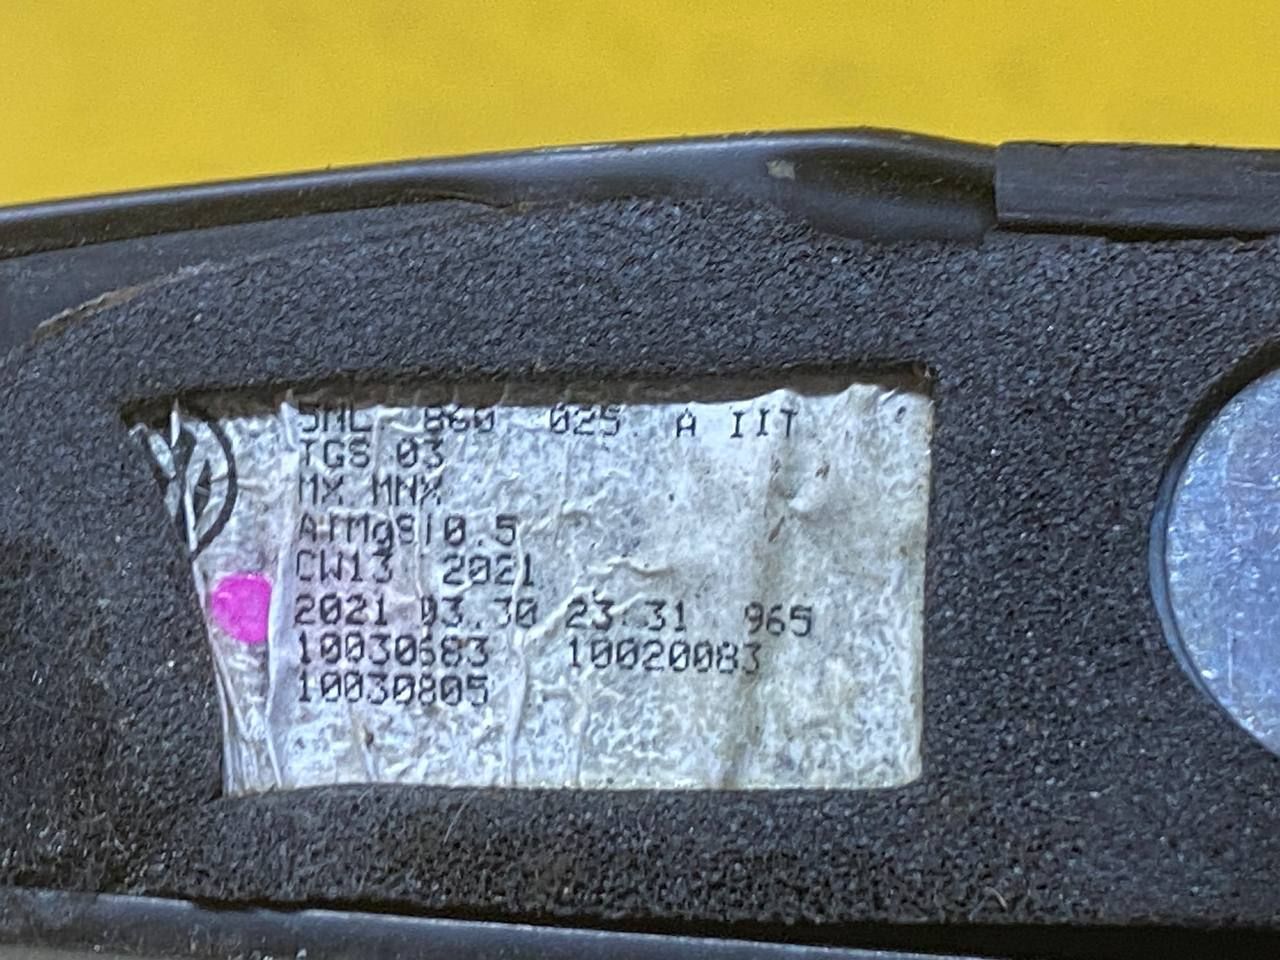 5NL 860 025 A IIT
TGS 03
MX MNX
AlMgSi0.5
CW13 2021
2021 03.30 23 31 965
10030683 10020083
10030805